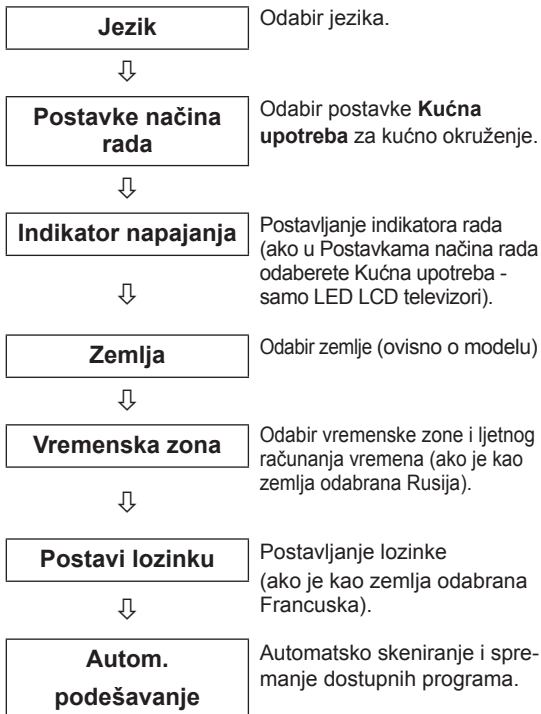 Jezik
Odabir jezika.
Postavke načina
rada
Odabir postavke Kućna
upotreba za kućno okruženje.
Indikator napajanja
Postavljanje indikatora rada
(ako u Postavkama načina rada
odaberete Kućna upotreba -
samo LED LCD televizori).
Zemlja
Odabir zemlje (ovisno o modelu)
Vremenska zona
Odabir vremenske zone i ljetnog
računanja vremena (ako je kao
zemlja odabrana Rusija).
Postavi lozinku
Postavljanje lozinke
(ako je kao zemlja odabrana
Francuska).
Autom.
podešavanje
Automatsko skeniranje i spre-
manje dostupnih programa.